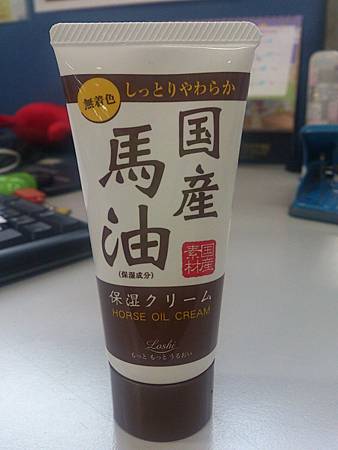 しっとりやわらか
無着色
国産
馬油
(保湿成分)
国産
素材
保湿クリーム
HORSE OIL CREAM
Loshi
もっと もっと うるおい